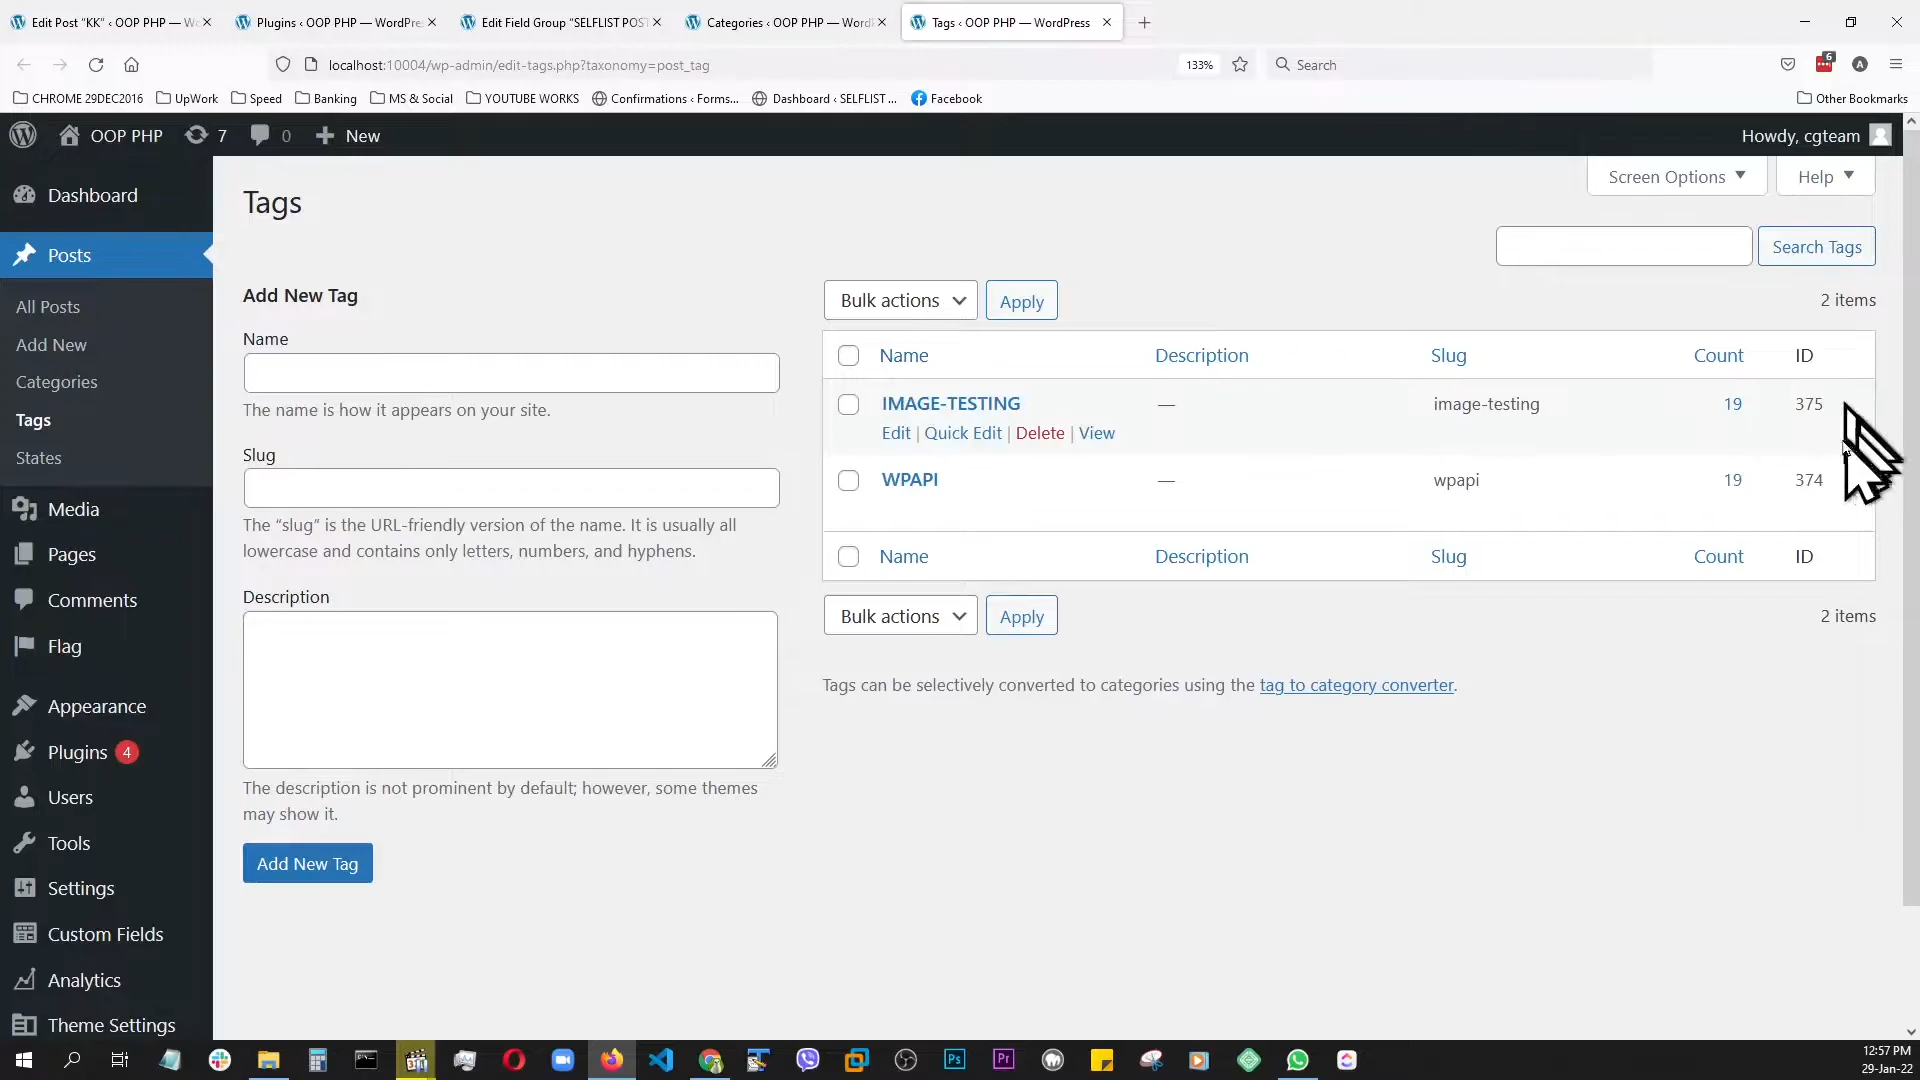 Edit Post “KK” ‹ OOP PHP — Wo
Plugins ‹ OOP PHP — WordPre
Edit Field Group “SELFLIST POST
Categories ‹ OOP PHP — Word
Tags ‹ OOP PHP — WordPress
localhost:10004/wp-admin/edit-tags.php?taxonomy=post_tag
133%
Search
6
A
CHROME 29DEC2016
UpWork
Speed
Banking
MS & Social
YOUTUBE WORKS
Confirmations ‹ Forms...
Dashboard ‹ SELFLIST ...
Facebook
Other Bookmarks
OOP PHP
7
0
New
Howdy, cgteam
Dashboard
Posts
All Posts
Add New
Categories
Tags
States
Media
Pages
Comments
Flag
Appearance
Plugins 4
Users
Tools
Settings
Custom Fields
Analytics
Theme Settings
Screen Options
Help
Tags
Search Tags
Add New Tag
Name
The name is how it appears on your site.
Slug
The “slug” is the URL-friendly version of the name. It is usually all
lowercase and contains only letters, numbers, and hyphens.
Description
The description is not prominent by default; however, some themes
may show it.
Add New Tag
Bulk actions
Apply
2 items
Name Description Slug Count ID
IMAGE-TESTING — image-testing 19 375
Edit | Quick Edit | Delete | View
WPAPI — wpapi 19 374
Name Description Slug Count ID
Bulk actions
Apply
2 items
Tags can be selectively converted to categories using the tag to category converter.
Ps
Pr
12:57 PM
29-Jan-22